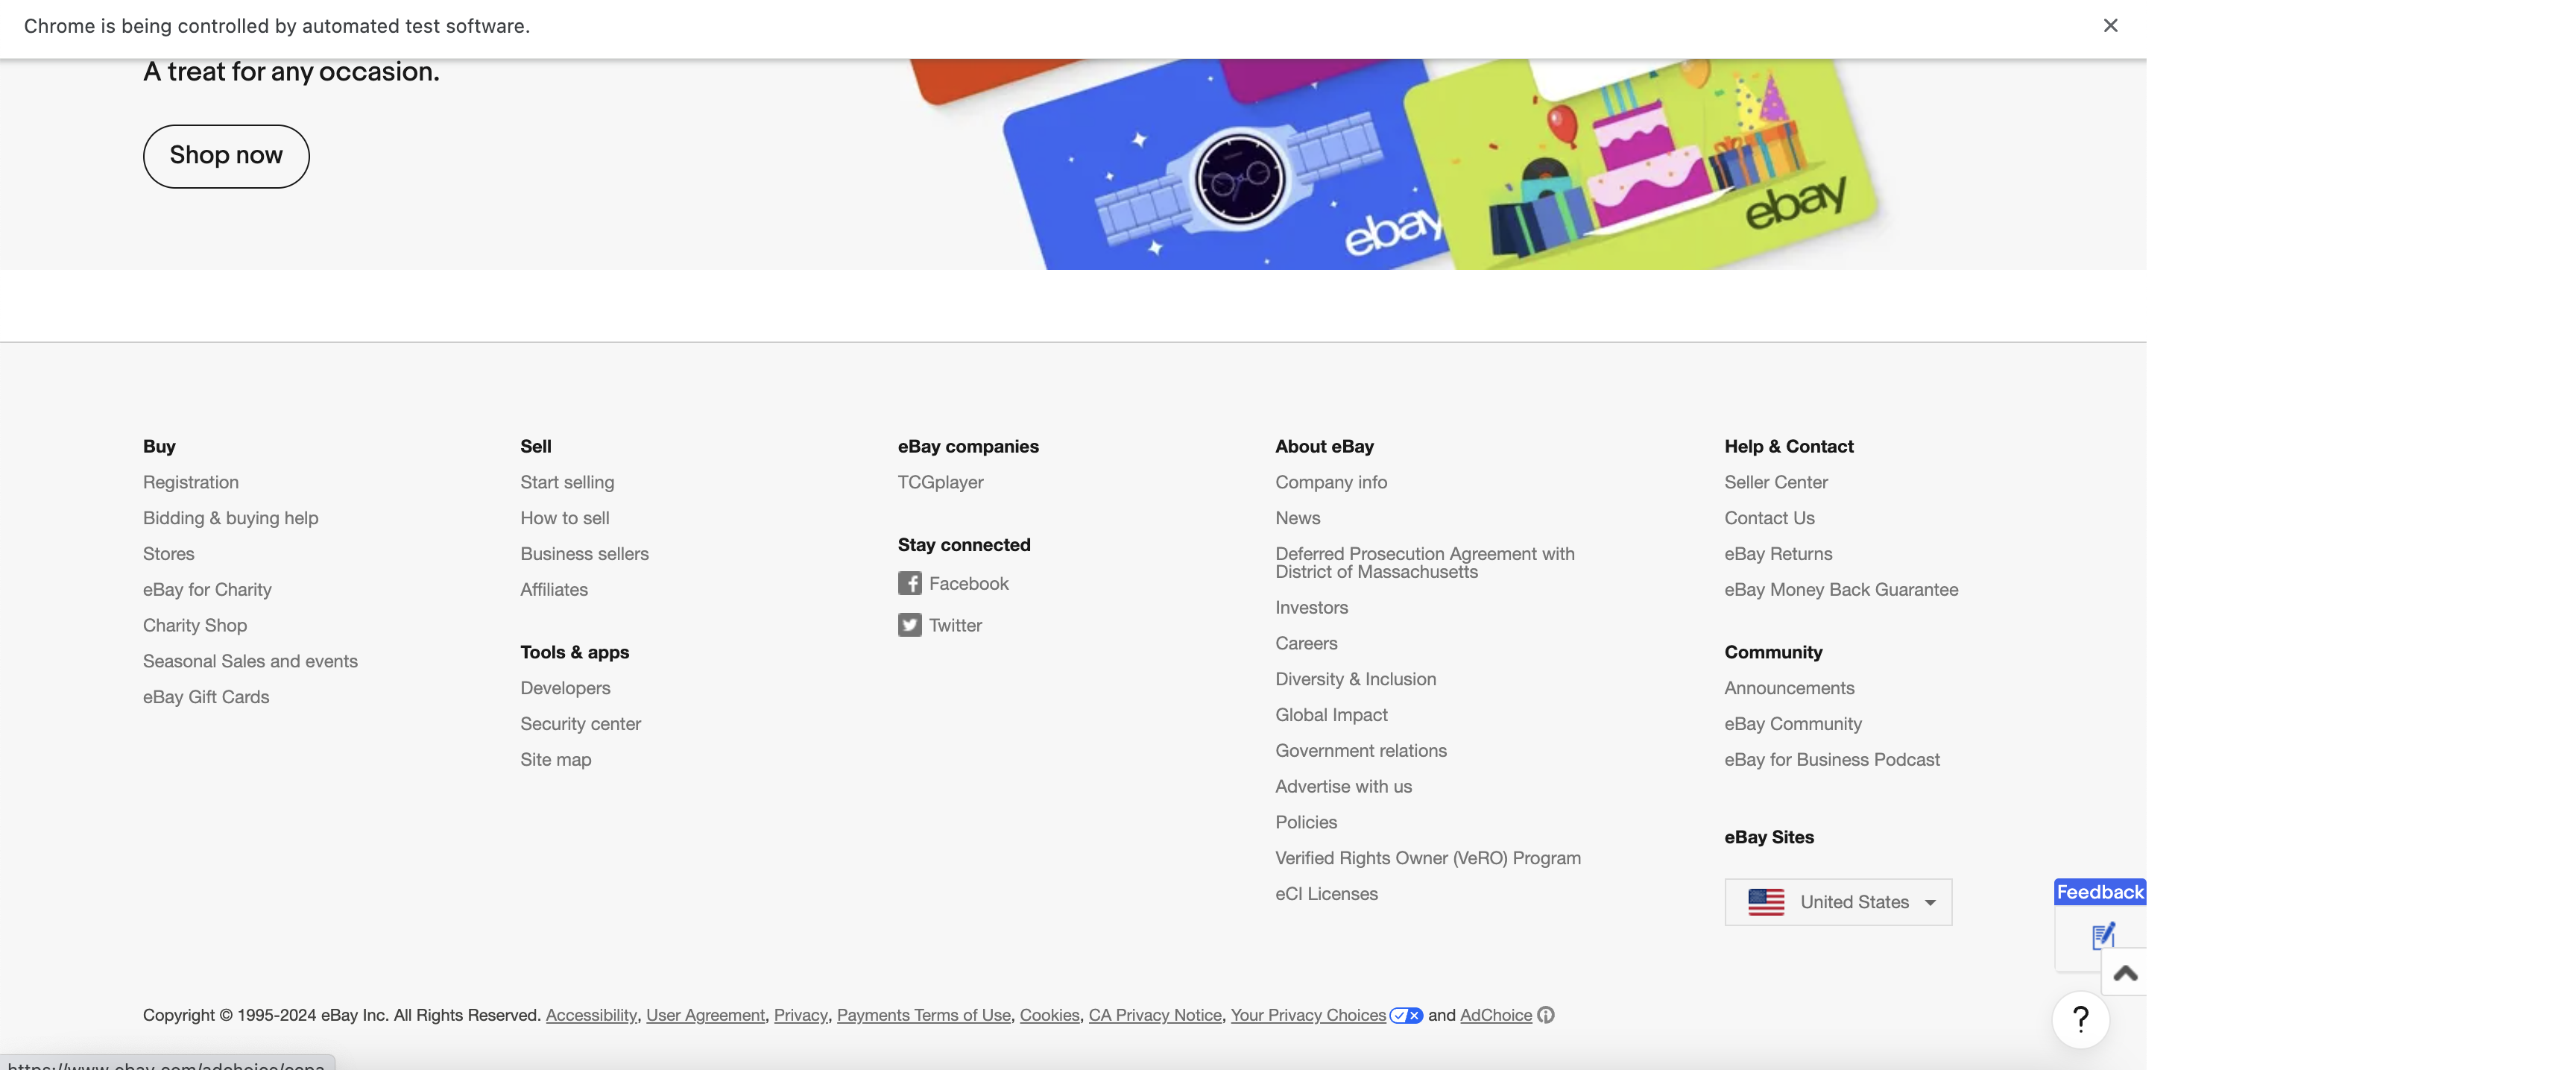 Chrome is being controlled by automated test software.
A treat for any occasion.
Shop now
ebay
ebay
Buy
Registration
Bidding & buying help
Stores
eBay for Charity
Charity Shop
Seasonal Sales and events
eBay Gift Cards
Sell
Start selling
How to sell
Business sellers
Affiliates
Tools & apps
Developers
Security center
Site map
eBay companies
TCGplayer
Stay connected
Facebook
Twitter
About eBay
Company info
News
Deferred Prosecution Agreement with
District of Massachusetts
Investors
Careers
Diversity & Inclusion
Global Impact
Government relations
Advertise with us
Policies
Verified Rights Owner (VeRO) Program
eCI Licenses
Help & Contact
Seller Center
Contact Us
eBay Returns
eBay Money Back Guarantee
Community
Announcements
eBay Community
eBay for Business Podcast
eBay Sites
United States
Feedback
?
Copyright © 1995-2024 eBay Inc. All Rights Reserved. Accessibility, User Agreement, Privacy, Payments Terms of Use, Cookies, CA Privacy Notice, Your Privacy Choices and AdChoice